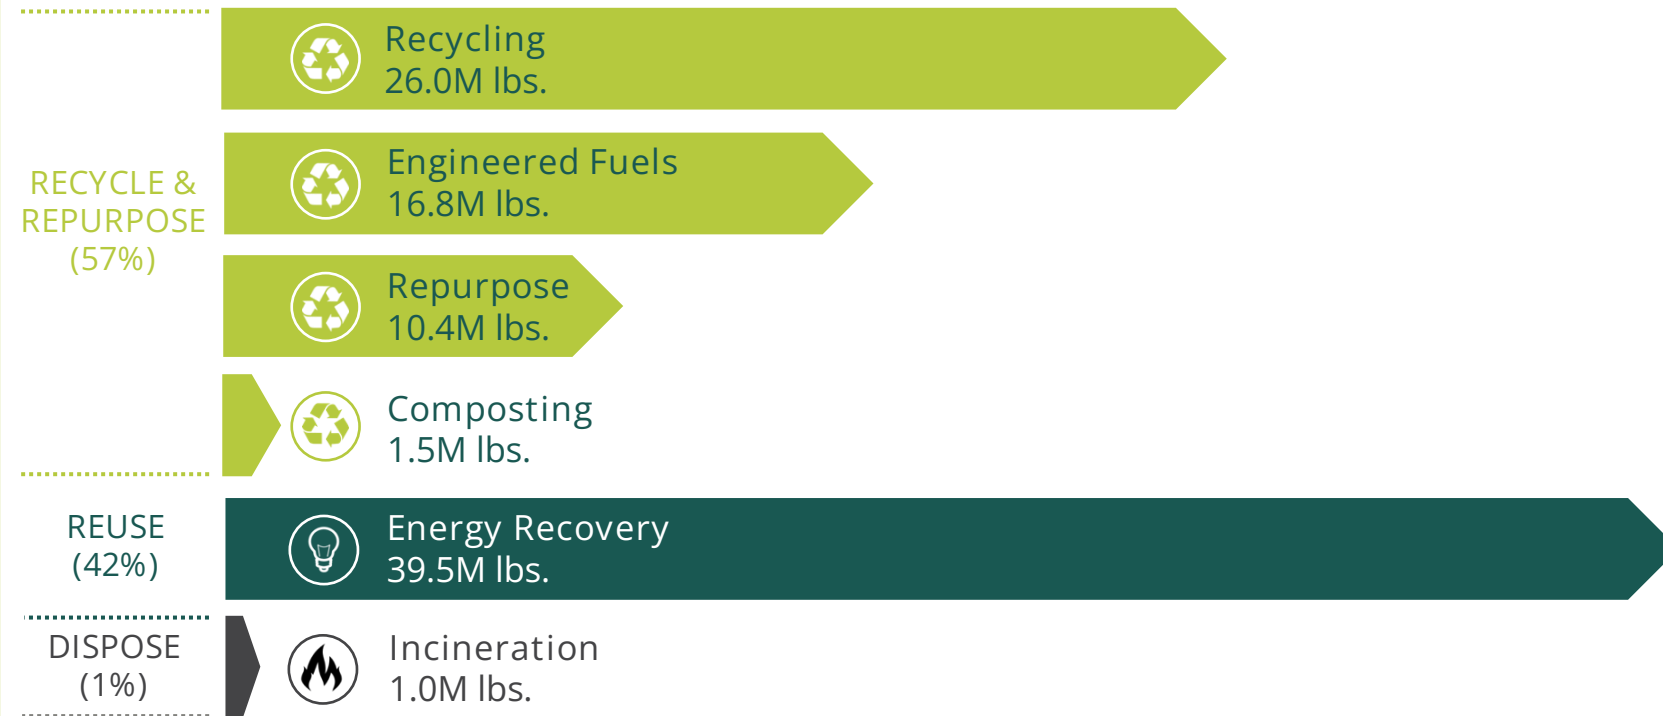 Recycling
26.0M lbs.
Engineered Fuels
16.8M lbs.
RECYCLE &
REPURPOSE
(57%)
Repurpose
10.4M lbs.
Composting
1.5M lbs.
REUSE
(42%)
Energy Recovery
39.5M lbs.
DISPOSE
(1%)
Incineration
1.0M lbs.